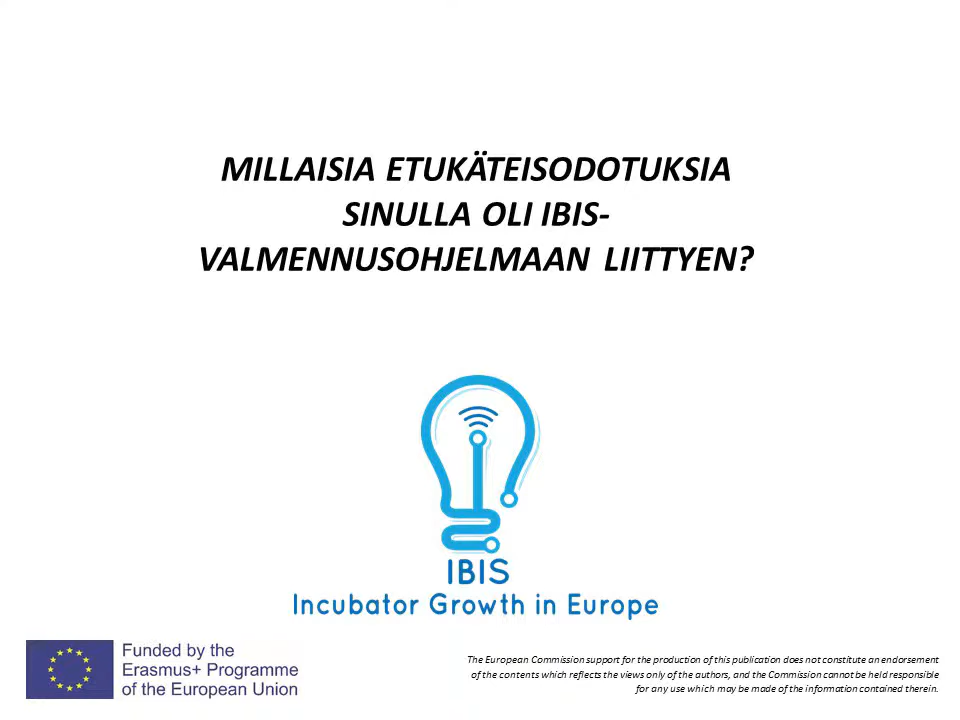 MILLAISIA ETUKÄTEISODOTUKSIA
SINULLA OLI IBIS-
VALMENNUSOHJELMAAN LIITTYEN?
IBIS
Incubator Growth in Europe
Funded by the
Erasmus+ Programme
of the European Union
The European Commission support for the production of this publication does not constitute an endorsement
of the contents which reflects the views only of the authors, and the Commission cannot be held responsible
for any use which may be made of the information contained therein.